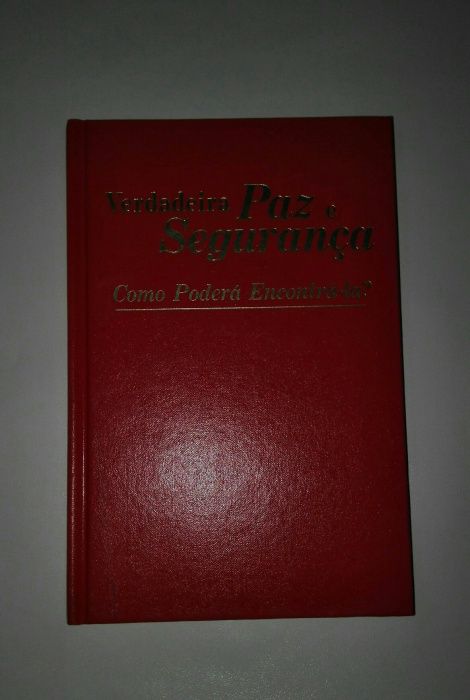 Verdadeira Paz e
Segurança
Como Poderá Encontrá-la?